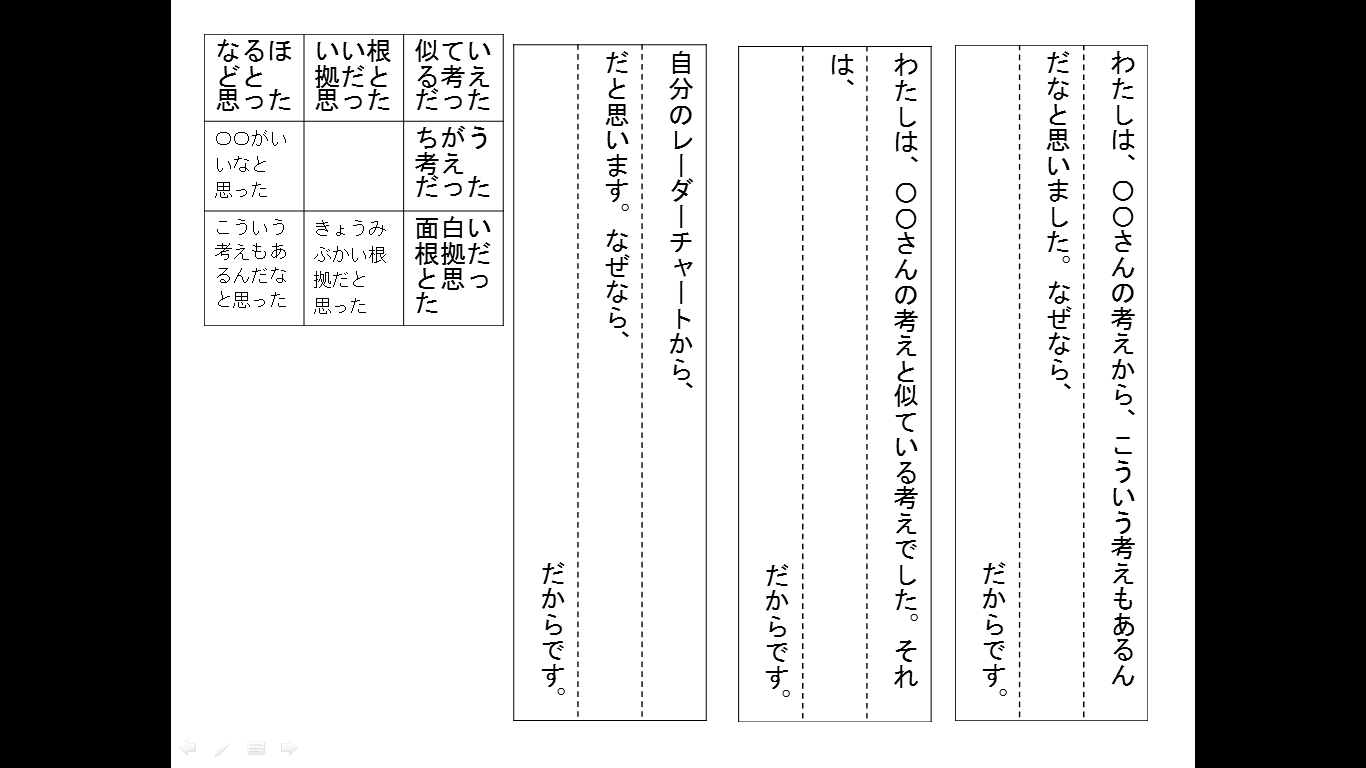 わたしは、〇〇さんの考えから、こういう考えもあるん
だなと思いました。なぜなら、
だからです。
わたしは、〇〇さんの考えと似ている考えでした。それ
は、
だからです。
自分のレーダーチャートから、
だと思います。なぜなら、
だからです。
なるほ
どと
思った
いい根
拠だと
思った
似てい
る考え
だった
〇〇がい
いなと
思った
ちがう
考え
だった
こういう
考えもあ
るんだな
と思った
きょうみ
ぶかい根
拠だと
思った
面白い
根拠だ
と思っ
た